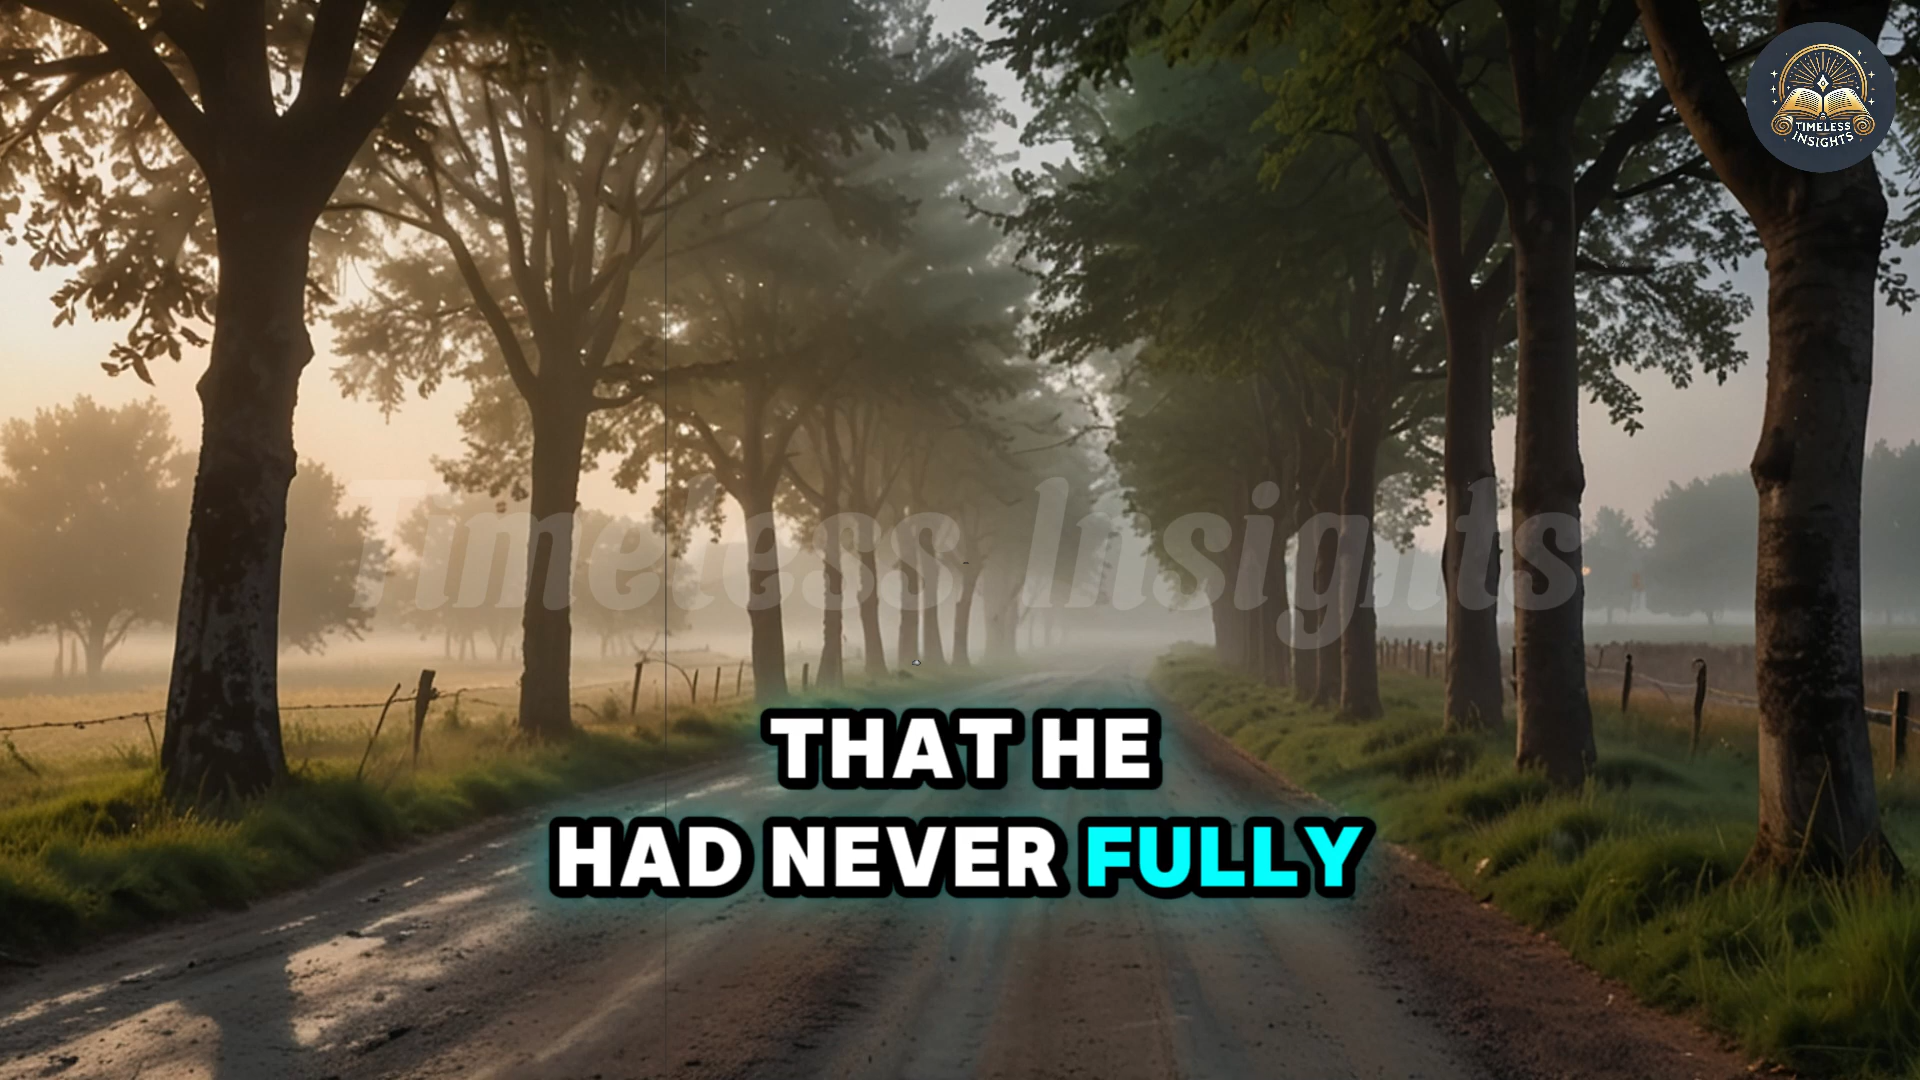 TIMELESS
INSIGHTS
Timeless Insights
THAT HE
HAD NEVER FULLY